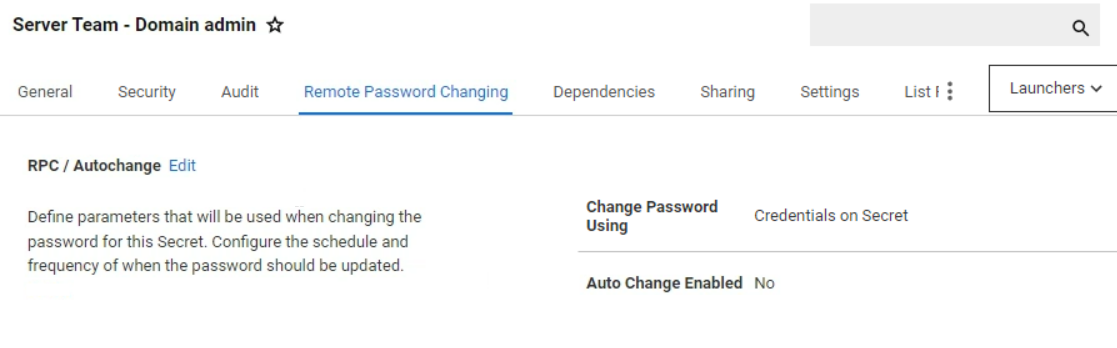 Server Team - Domain admin
General Security Audit Remote Password Changing Dependencies Sharing Settings List Launchers
RPC / Autochange Edit
Define parameters that will be used when changing the
password for this Secret. Configure the schedule and
frequency of when the password should be updated.
Change Password
Using
Credentials on Secret
Auto Change Enabled No